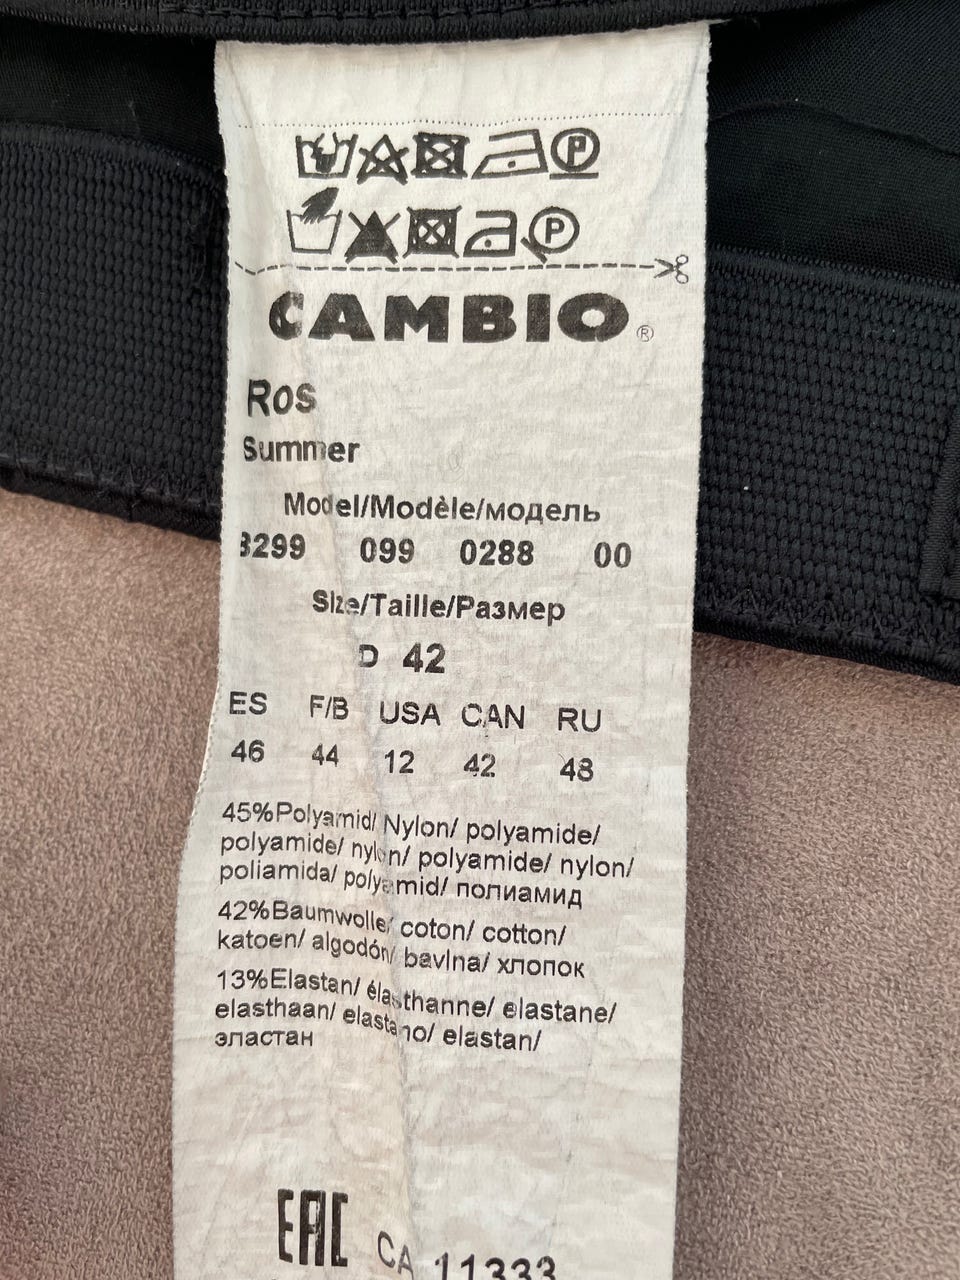 CAMBIO®
Ros
Summer
Model/Modèle/модель
3299 099 0288 00
Size/Taille/Размер
D 42
ES F/B USA CAN RU
46 44 12 42 48
45%Polyamid/ Nylon/ polyamide/
polyamide/ nylon/ polyamide/ nylon/
poliamida/ polyamid/ полиамид
42%Baumwolle/ coton/ cotton/
katoen/ algodón/ bavlna/ хлопок
13%Elastan/ élasthanne/ elastane/
elasthaan/ elastano/ elastan/
эластан
EAC CA 11333